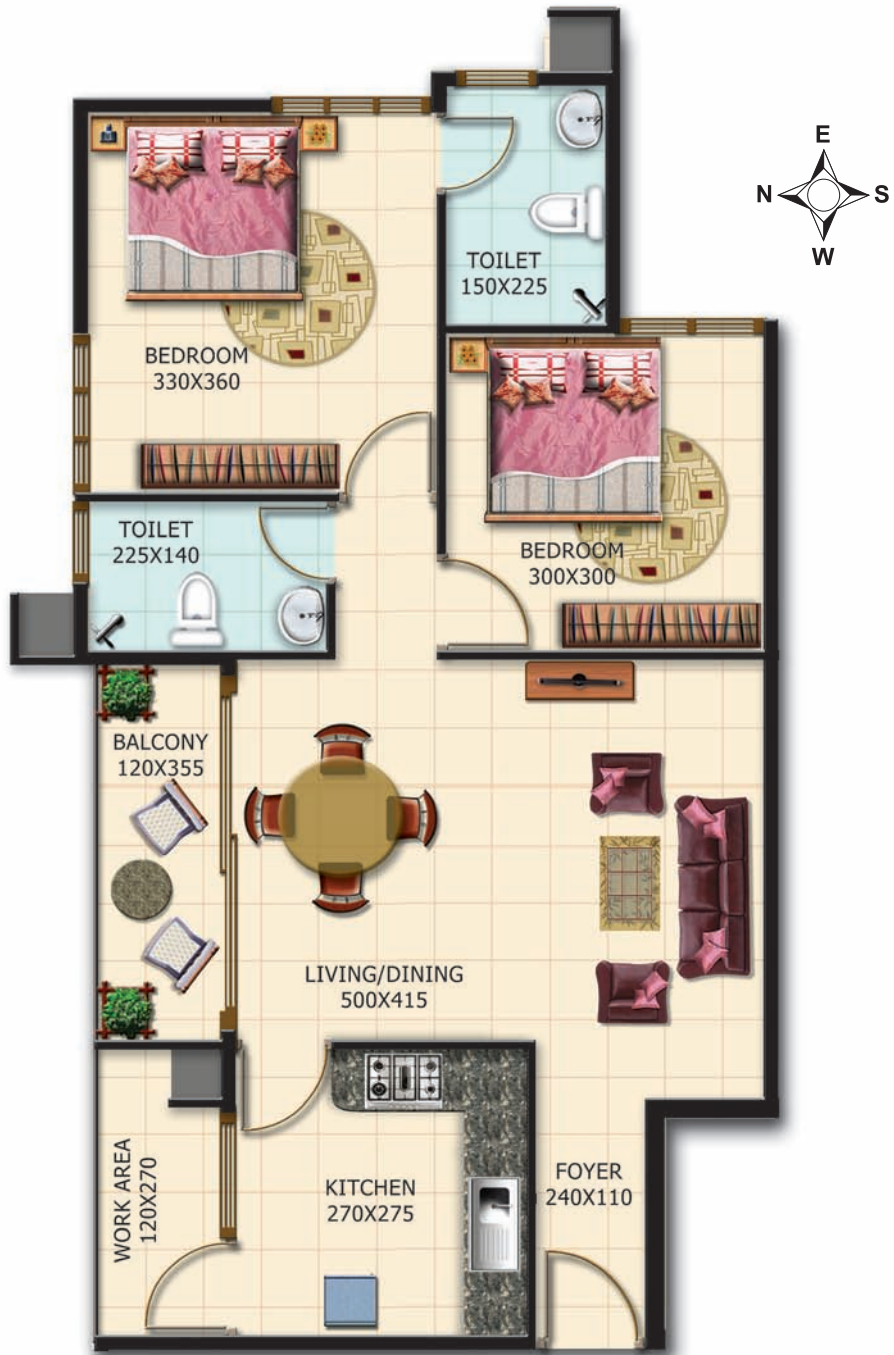 E
N
S
W
TOILET
150X225
BEDROOM
330X360
TOILET
225X140
BEDROOM
300X300
BALCONY
120X355
LIVING/DINING
500X415
WORK AREA
120X270
KITCHEN
270X275
FOYER
240X110